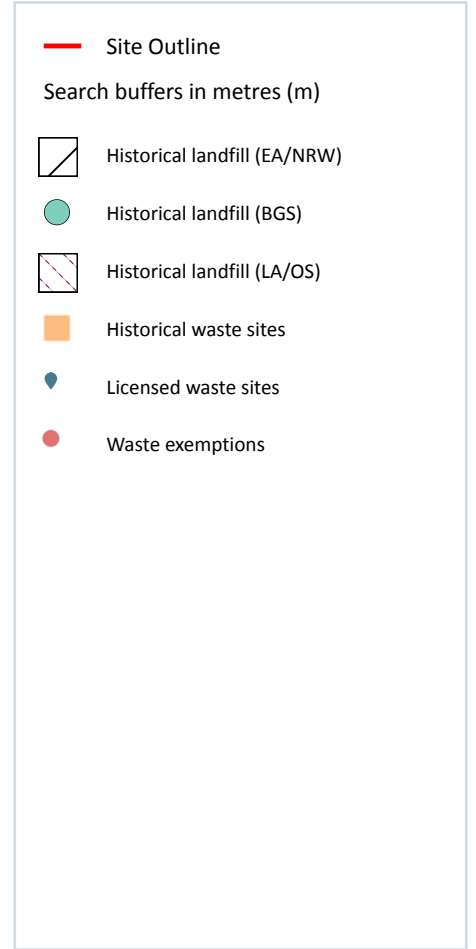 Site Outline
Search buffers in metres (m)
Historical landfill (EA/NRW)
Historical landfill (BGS)
Historical landfill (LA/OS)
Historical waste sites
Licensed waste sites
Waste exemptions